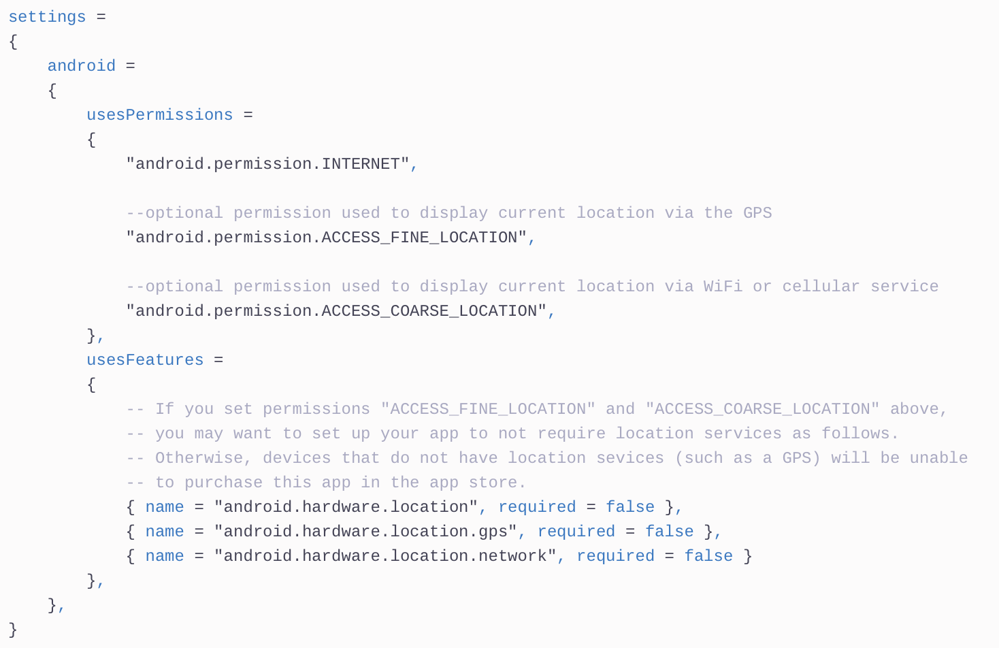 settings =
{
    android =
    {
        usesPermissions =
        {
            "android.permission.INTERNET",

            --optional permission used to display current location via the GPS
            "android.permission.ACCESS_FINE_LOCATION",

            --optional permission used to display current location via WiFi or cellular service
            "android.permission.ACCESS_COARSE_LOCATION",
        },
        usesFeatures =
        {
            -- If you set permissions "ACCESS_FINE_LOCATION" and "ACCESS_COARSE_LOCATION" above,
            -- you may want to set up your app to not require location services as follows.
            -- Otherwise, devices that do not have location sevices (such as a GPS) will be unable
            -- to purchase this app in the app store.
            { name = "android.hardware.location", required = false },
            { name = "android.hardware.location.gps", required = false },
            { name = "android.hardware.location.network", required = false }
        },
    },
}